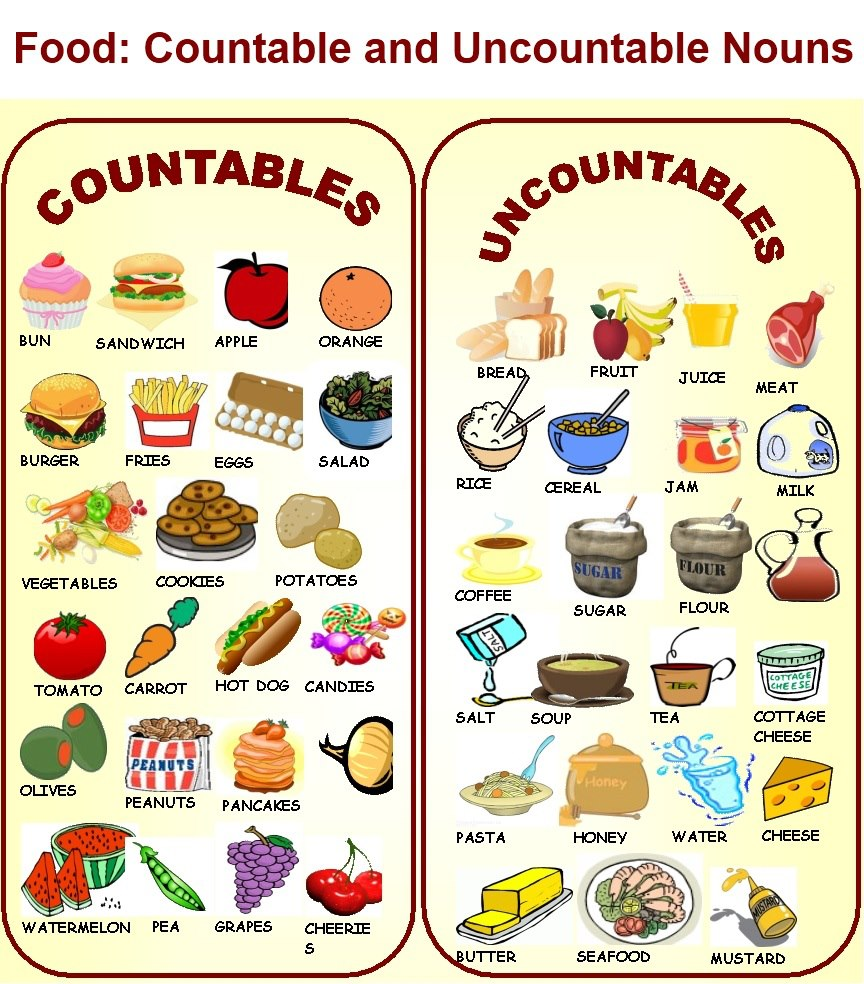 Food: Countable and Uncountable Nouns
COUNTABLES
BUN
SANDWICH
APPLE
ORANGE
BURGER
FRIES
EGGS
SALAD
VEGETABLES
COOKIES
POTATOES
TOMATO
CARROT
HOT DOG
CANDIES
OLIVES
PEANUTS
PEANUTS
PANCAKES
WATERMELON
PEA
GRAPES
CHEERIE
S
UNCOUNTABLES
BREAD
FRUIT
JUICE
MEAT
RICE
CEREAL
JAM
MILK
COFFEE
SUGAR
SUGAR
FLOUR
FLOUR
SALT
SALT
SOUP
TEA
TEA
COTTAGE
CHEESE
COTTAGE
CHEESE
PASTA
Honey
HONEY
WATER
CHEESE
BUTTER
SEAFOOD
MUSTARD
MUSTARD